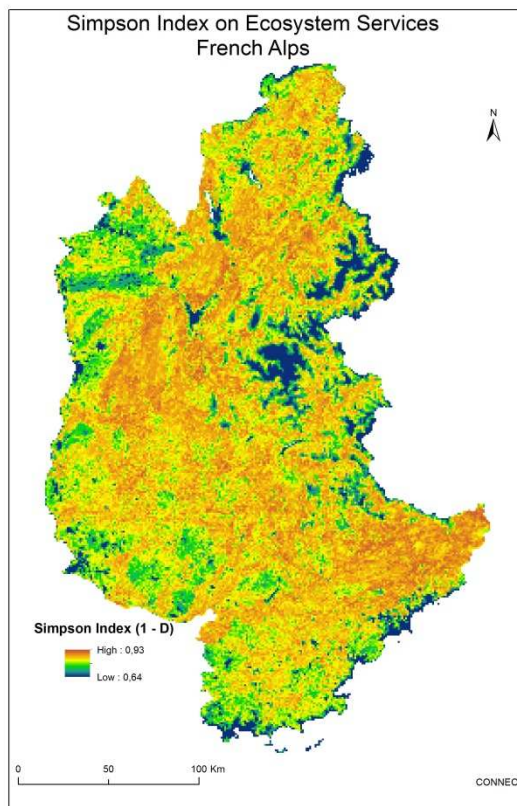 Simpson Index on Ecosystem Services
French Alps
N
Simpson Index (1 - D)
High : 0,93
Low : 0,64
0 50 100 Km
CONNEC